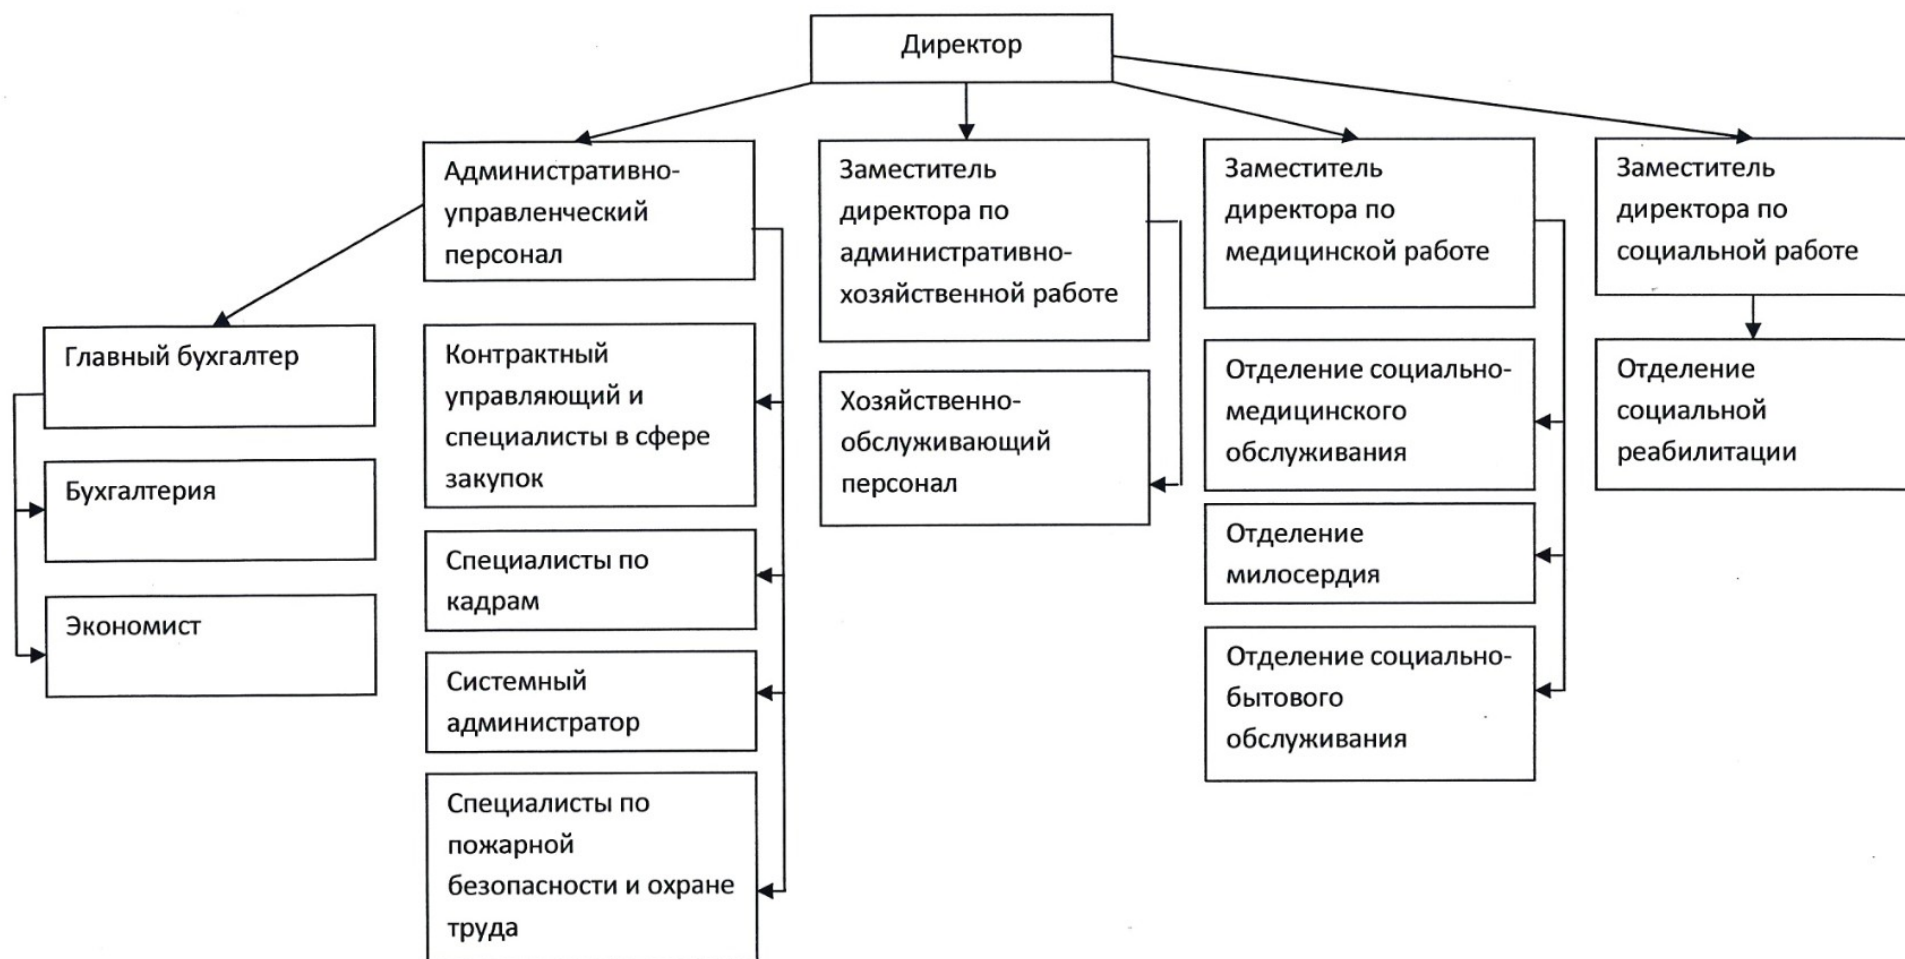 Директор
Административно-
управленческий
персонал
Заместитель
директора по
административно-
хозяйственной работе
Заместитель
директора по
медицинской работе
Заместитель
директора по
социальной работе
Главный бухгалтер
Бухгалтерия
Экономист
Контрактный
управляющий и
специалисты в сфере
закупок
Специалисты по
кадрам
Системный
администратор
Специалисты по
пожарной
безопасности и охране
труда
Хозяйственно-
обслуживающий
персонал
Отделение социально-
медицинского
обслуживания
Отделение
милосердия
Отделение социально-
бытового
обслуживания
Отделение
социальной
реабилитации